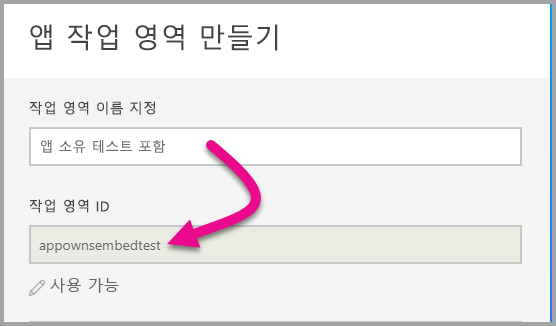 앱 작업 영역 만들기
작업 영역 이름 지정
앱 소유 테스트 포함
작업 영역 ID
appownsembedtest
사용 가능